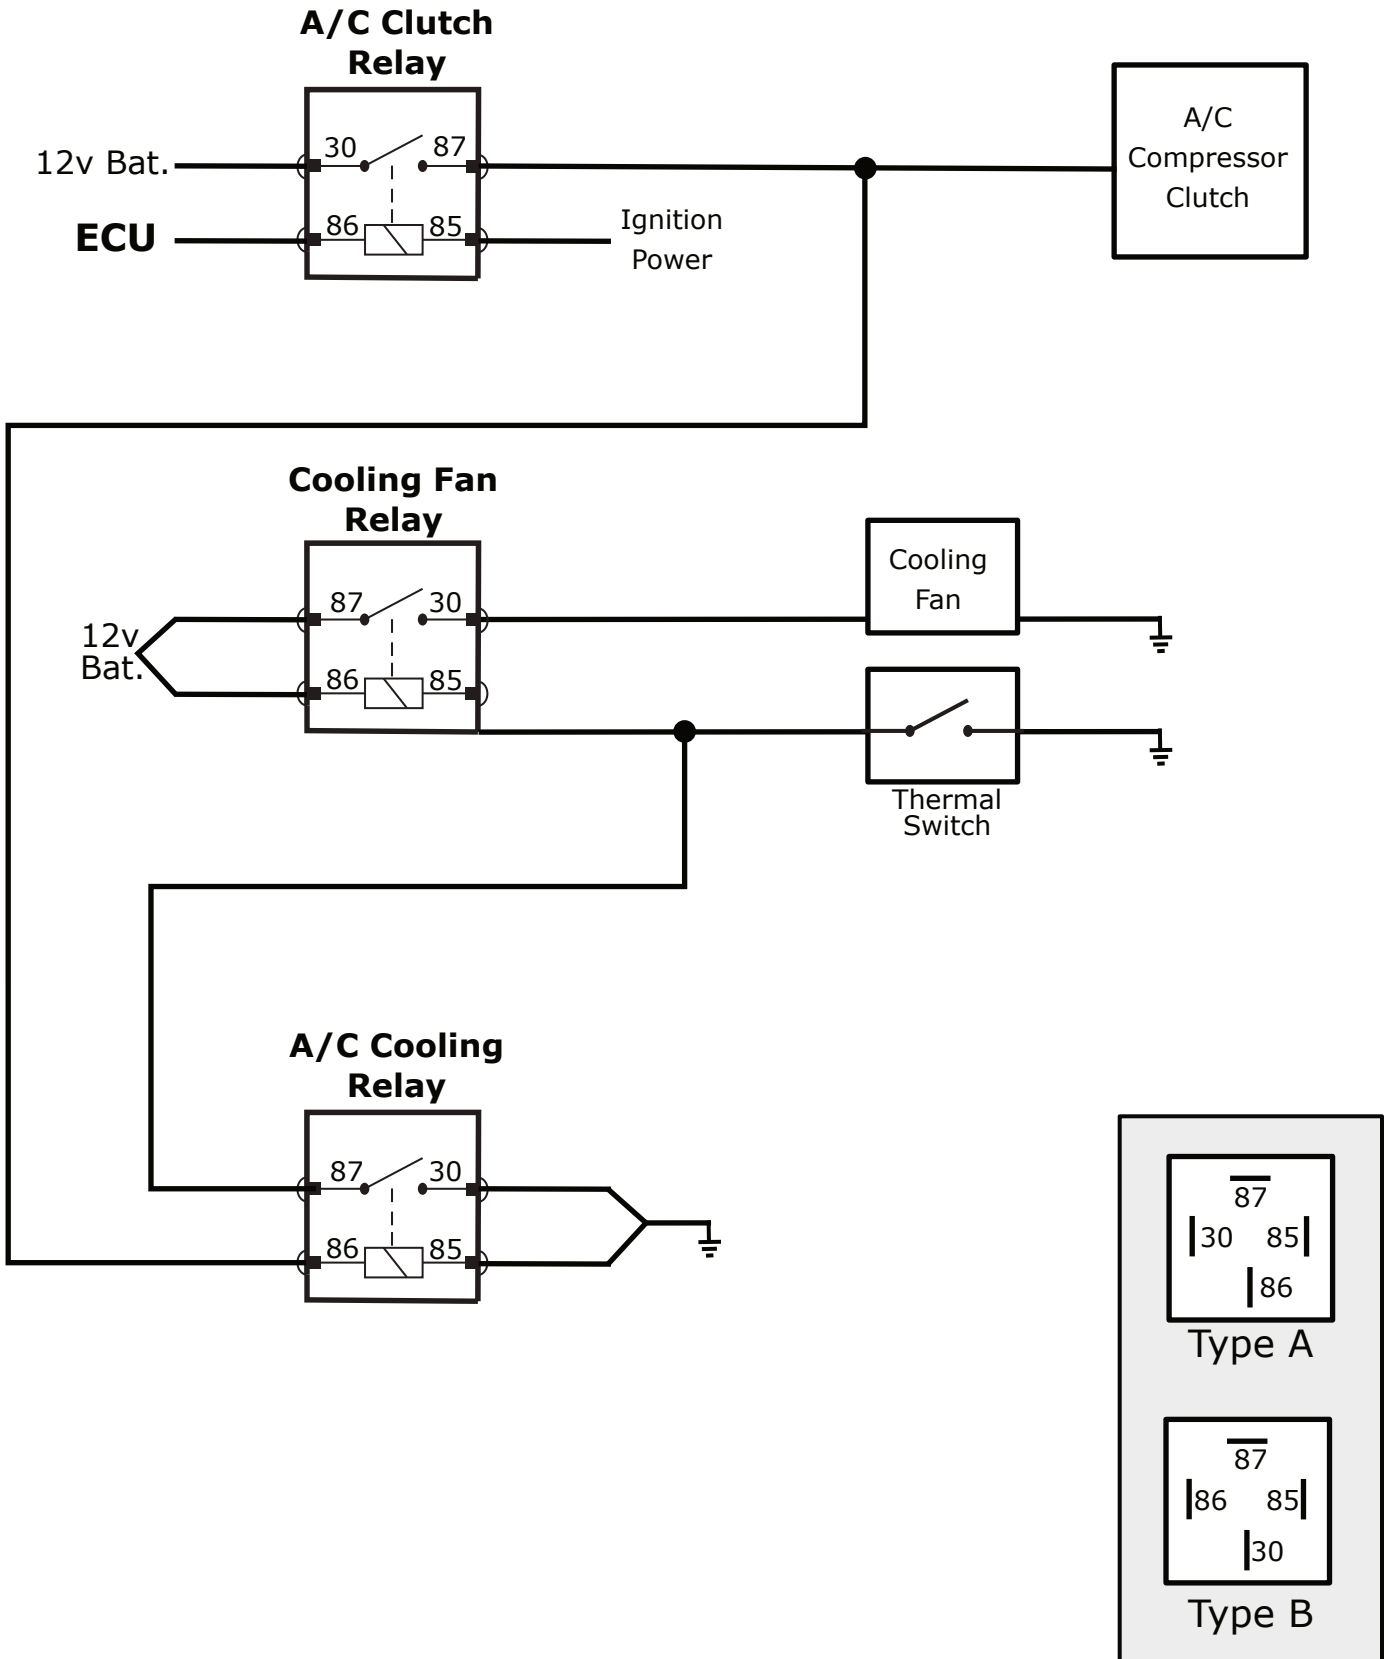 A/C Clutch
Relay
30 87
12v Bat.
86 85
ECU
Ignition
Power
A/C
Compressor
Clutch
Cooling Fan
Relay
87 30
12v
Bat.
86 85
Cooling
Fan
Thermal
Switch
A/C Cooling
Relay
87 30
86 85
87
30 85
86
Type A
87
86 85
30
Type B